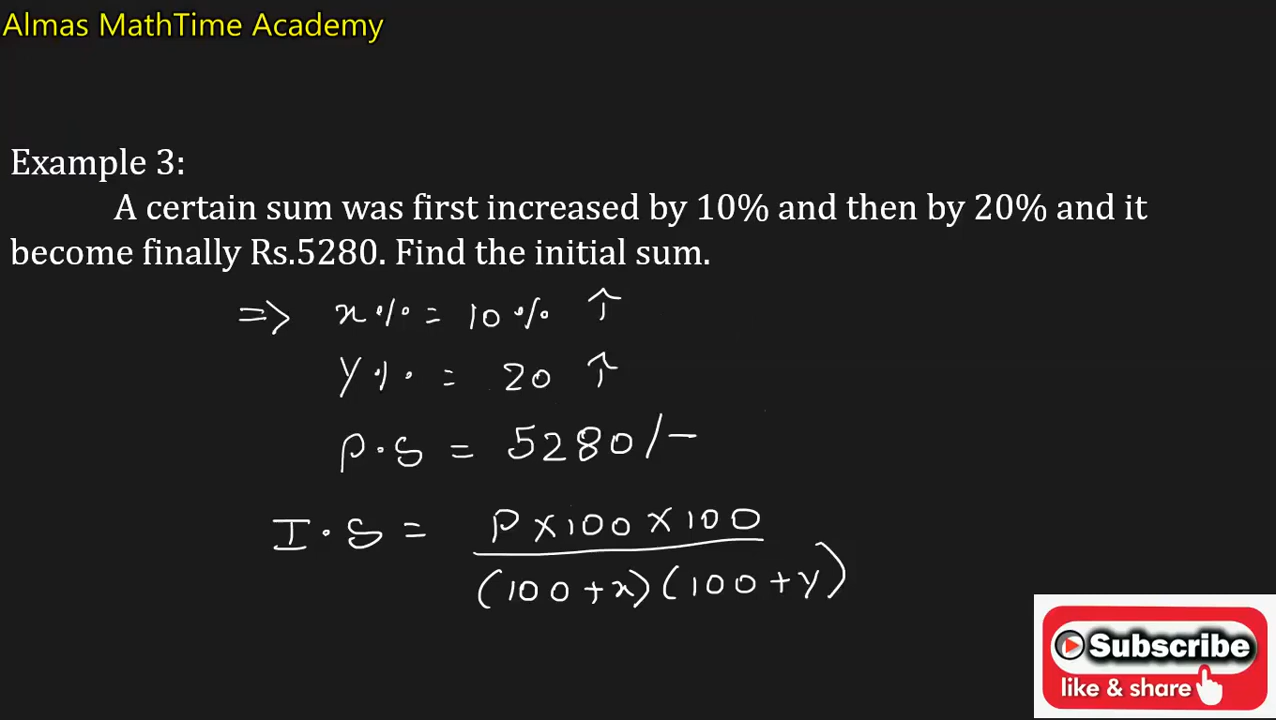 Almas MathTime Academy
Example 3:
A certain sum was first increased by 10% and then by 20% and it
become finally Rs.5280. Find the initial sum.
=> x% = 10% ↑
Y% = 20 ↑
P.S = 5280/-
I.S = P×100×100
(100+x)(100+y)
Subscribe
like & share